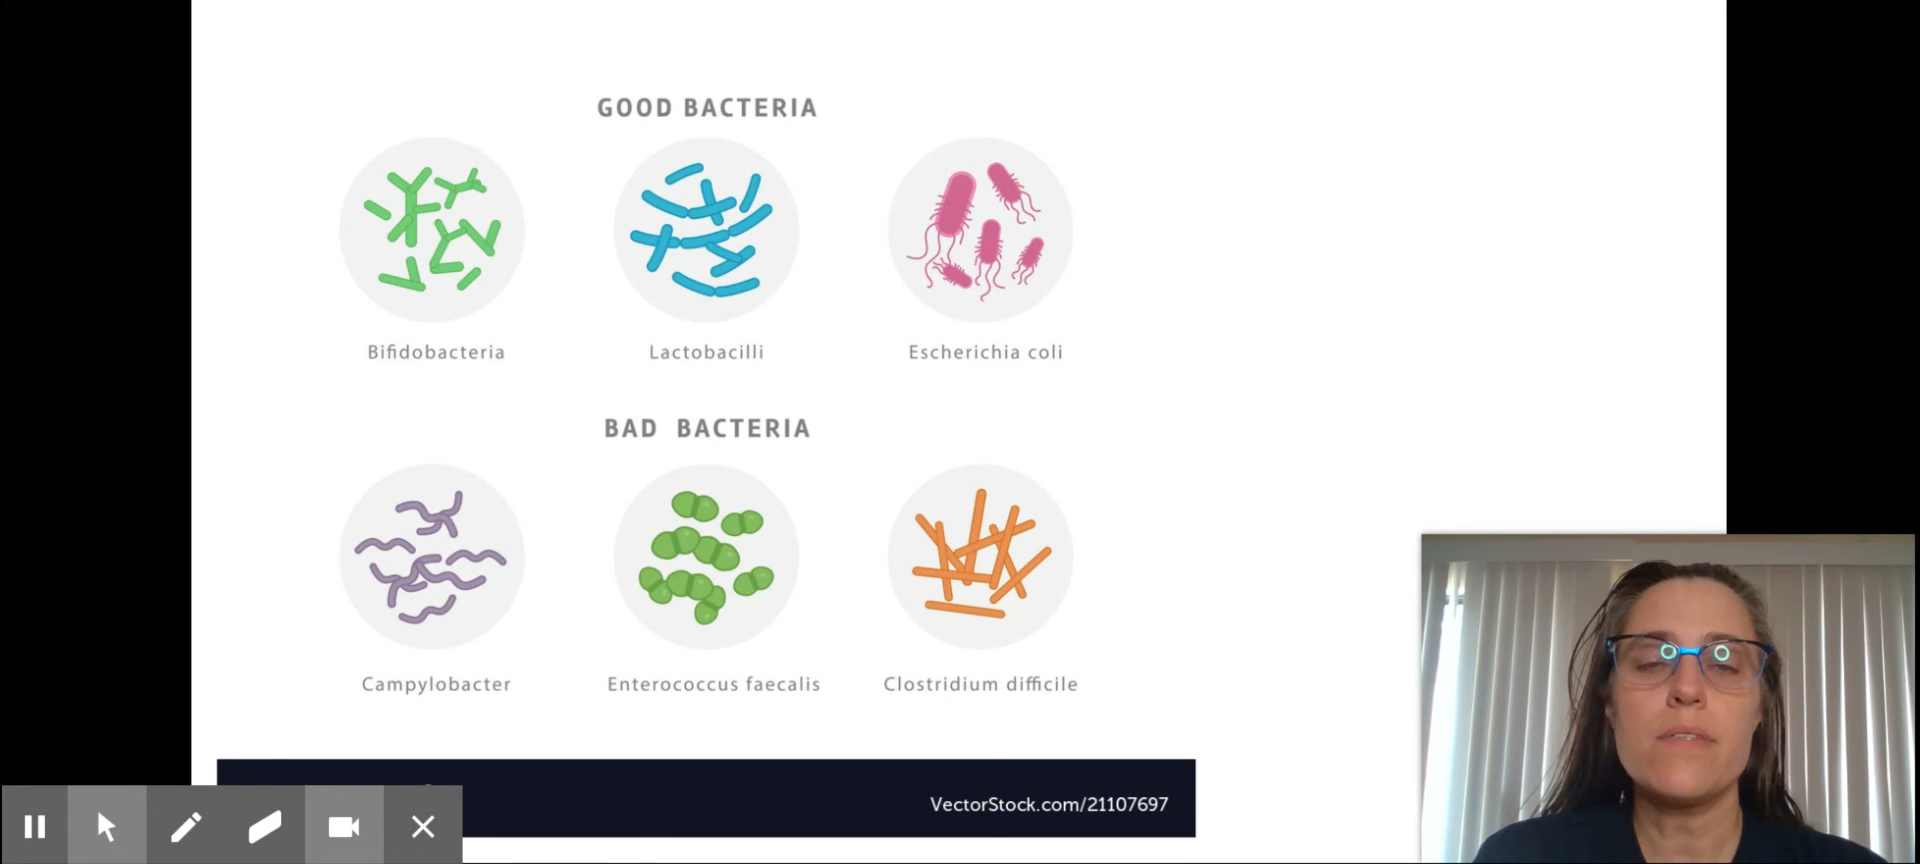 GOOD BACTERIA
Bifidobacteria
Lactobacilli
Escherichia coli
BAD BACTERIA
Campylobacter
Enterococcus faecalis
Clostridium difficile
VectorStock.com/21107697